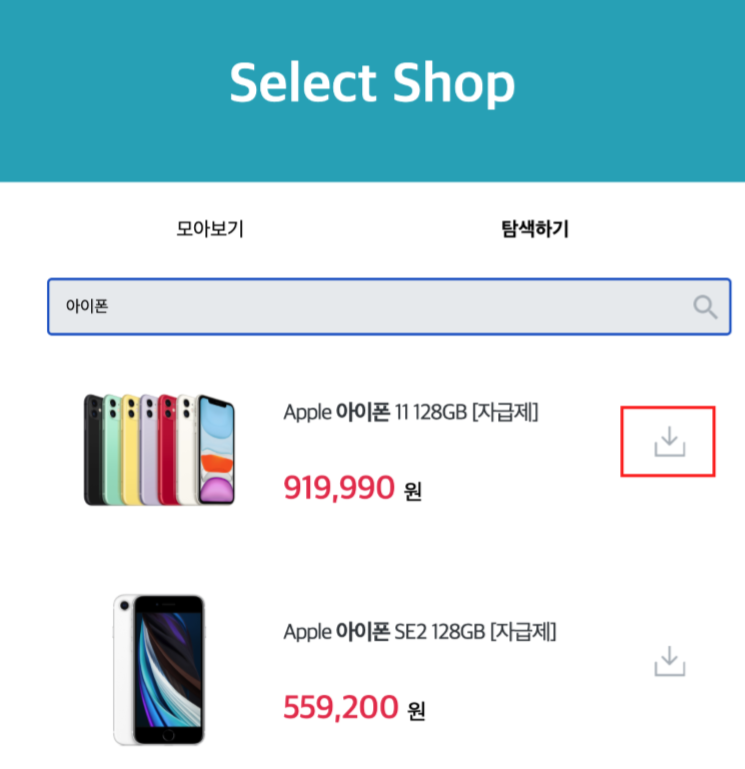 Select Shop
모아보기 탐색하기
아이폰
Apple 아이폰 11 128GB [자급제]
919,990 원
Apple 아이폰 SE2 128GB [자급제]
559,200 원